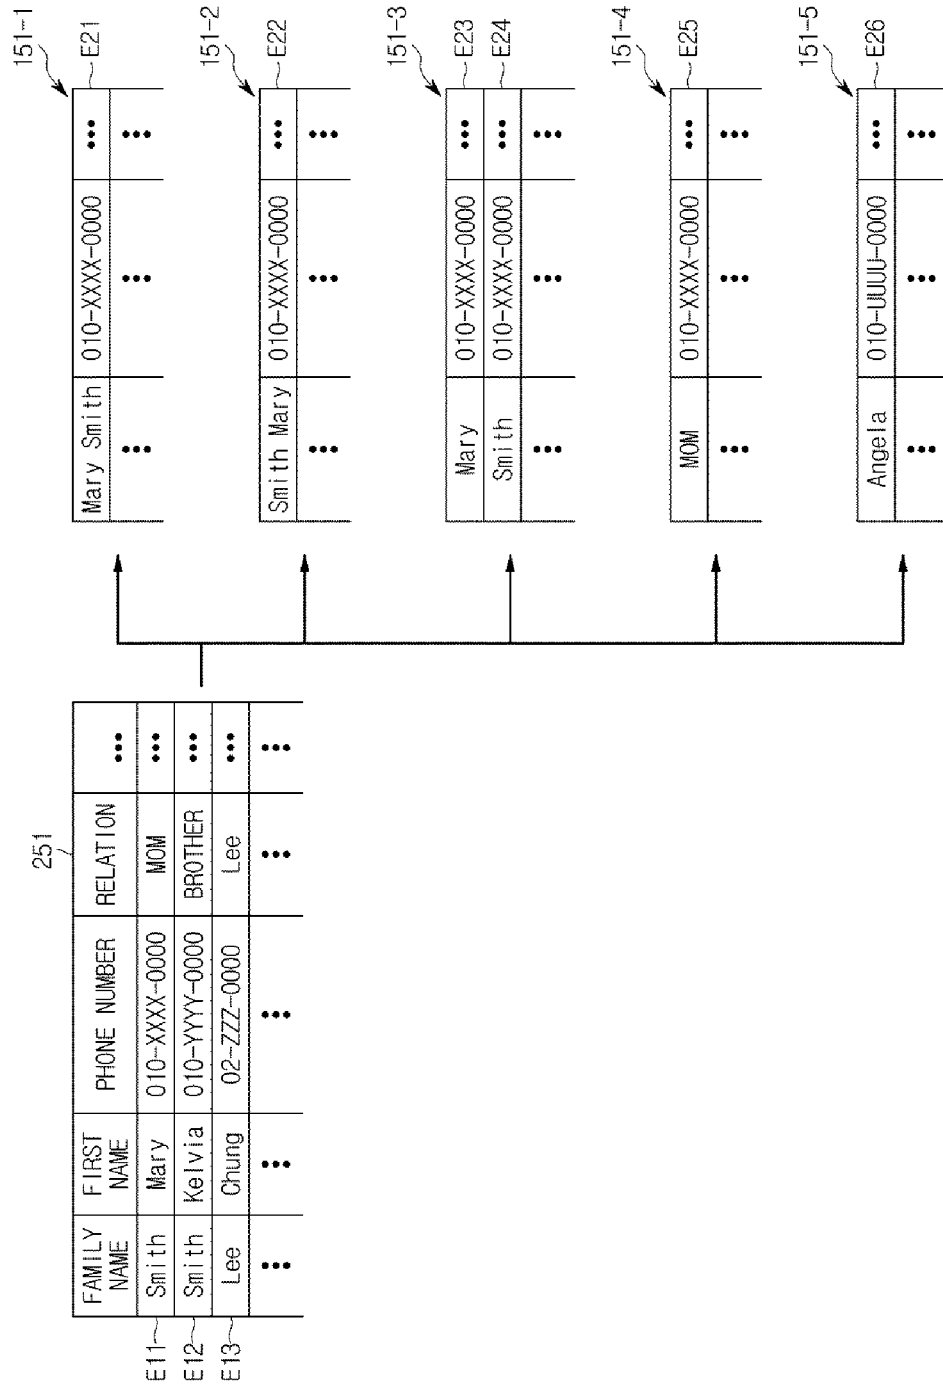 251
FAMILY NAME FIRST NAME PHONE NUMBER RELATION •••
E11 Smith Mary 010-XXXX-0000 MOM •••
E12 Smith Kelvia 010-YYYY-0000 BROTHER •••
E13 Lee Chung 02-ZZZ-0000 Lee •••
••• ••• ••• ••• •••
151-1
Mary Smith 010-XXXX-0000 ••• E21
••• ••• •••
151-2
Smith Mary 010-XXXX-0000 ••• E22
••• ••• •••
151-3
Mary 010-XXXX-0000 ••• E23
Smith 010-XXXX-0000 ••• E24
••• ••• •••
151-4
MOM 010-XXXX-0000 ••• E25
••• ••• •••
151-5
Angela 010-UUUU-0000 ••• E26
••• ••• •••